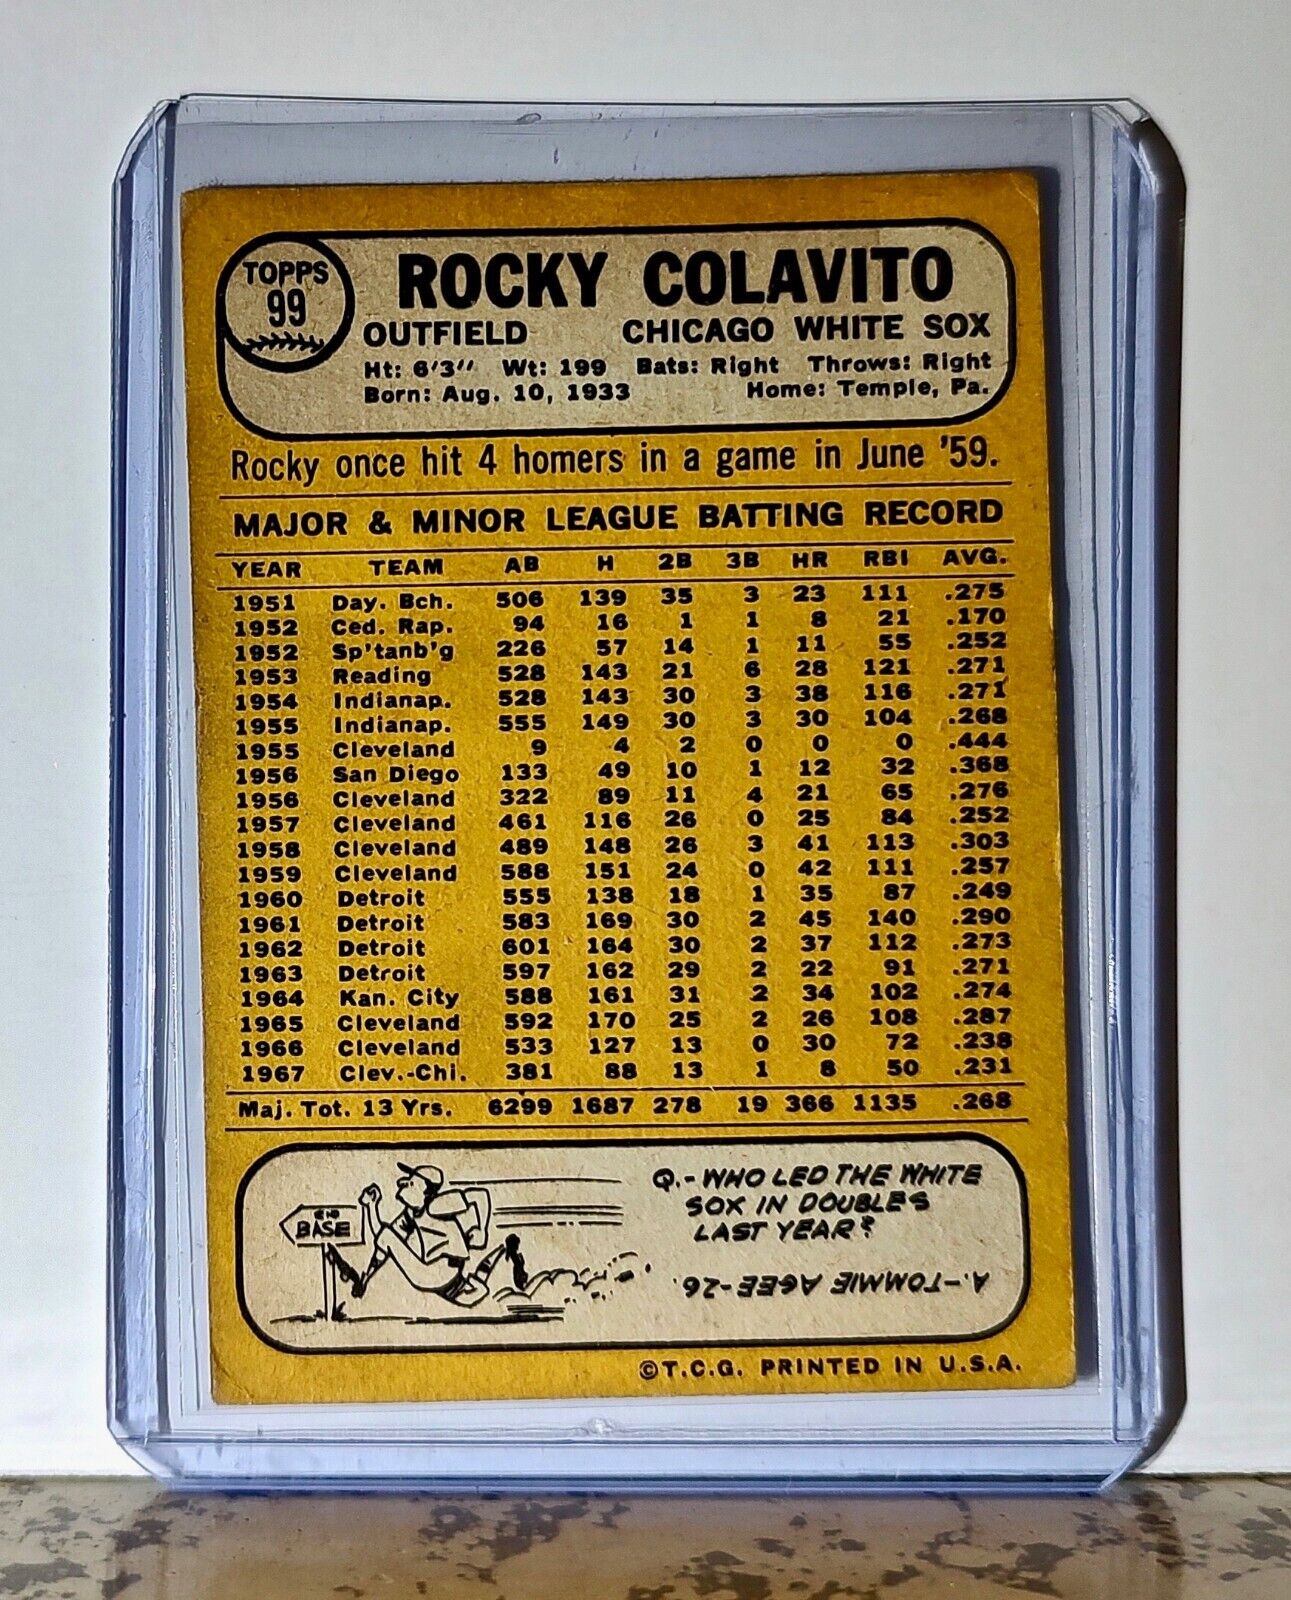 TOPPS
99
ROCKY COLAVITO
OUTFIELD CHICAGO WHITE SOX
Ht: 6'3" Wt: 199 Bats: Right Throws: Right
Born: Aug. 10, 1933 Home: Temple, Pa.
Rocky once hit 4 homers in a game in June '59.
MAJOR & MINOR LEAGUE BATTING RECORD
YEAR TEAM AB H 2B 3B HR RBI AVG.
1951 Day. Bch. 506 139 35 3 23 111 .275
1952 Ced. Rap. 94 16 1 1 8 21 .170
1952 Sp'tanb'g 226 57 14 1 11 55 .252
1953 Reading 528 143 21 6 28 121 .271
1954 Indianap. 528 143 30 3 38 116 .271
1955 Indianap. 555 149 30 3 30 104 .268
1955 Cleveland 9 4 2 0 0 0 .444
1956 San Diego 133 49 10 1 12 32 .368
1956 Cleveland 322 89 11 4 21 65 .276
1957 Cleveland 461 116 26 0 25 84 .252
1958 Cleveland 489 148 26 3 41 113 .303
1959 Cleveland 588 151 24 0 42 111 .257
1960 Detroit 555 138 18 1 35 87 .249
1961 Detroit 583 169 30 2 45 140 .290
1962 Detroit 601 164 30 2 37 112 .273
1963 Detroit 597 162 29 2 22 91 .271
1964 Kan. City 588 161 31 2 34 102 .274
1965 Cleveland 592 170 25 2 26 108 .287
1966 Cleveland 533 127 13 0 30 72 .238
1967 Clev.-Chi. 381 88 13 1 8 50 .231
Maj. Tot. 13 Yrs. 6299 1687 278 19 366 1135 .268
2ND
BASE
Q.-WHO LED THE WHITE
SOX IN DOUBLES
LAST YEAR?
A.-TOMMIE AGEE-26.
©T.C.G. PRINTED IN U.S.A.